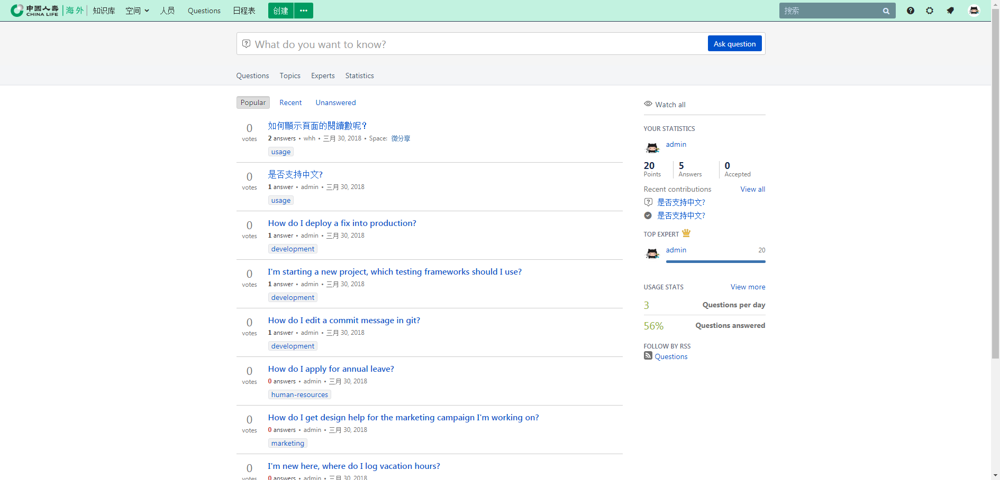 中國人壽 CHINA LIFE 海外 知识库 空间 人员 Questions 日程表 创建 ••• 搜索
What do you want to know? Ask question
Questions Topics Experts Statistics
Popular Recent Unanswered
0 votes
如何顯示頁面的閱讀數呢？
2 answers • whh • 三月 30, 2018 • Space: 微分享
usage
0 votes
是否支持中文?
1 answer • admin • 三月 30, 2018
usage
0 votes
How do I deploy a fix into production?
1 answer • admin • 三月 30, 2018
development
0 votes
I'm starting a new project, which testing frameworks should I use?
1 answer • admin • 三月 30, 2018
development
0 votes
How do I edit a commit message in git?
1 answer • admin • 三月 30, 2018
development
0 votes
How do I apply for annual leave?
0 answers • admin • 三月 30, 2018
human-resources
0 votes
How do I get design help for the marketing campaign I'm working on?
0 answers • admin • 三月 30, 2018
marketing
0 votes
I'm new here, where do I log vacation hours?
0 answers • admin • 三月 30, 2018
Watch all
YOUR STATISTICS
admin
20 5 0
Points Answers Accepted
Recent contributions View all
是否支持中文?
是否支持中文?
TOP EXPERT
admin 20
USAGE STATS View more
3 Questions per day
56% Questions answered
FOLLOW BY RSS
Questions